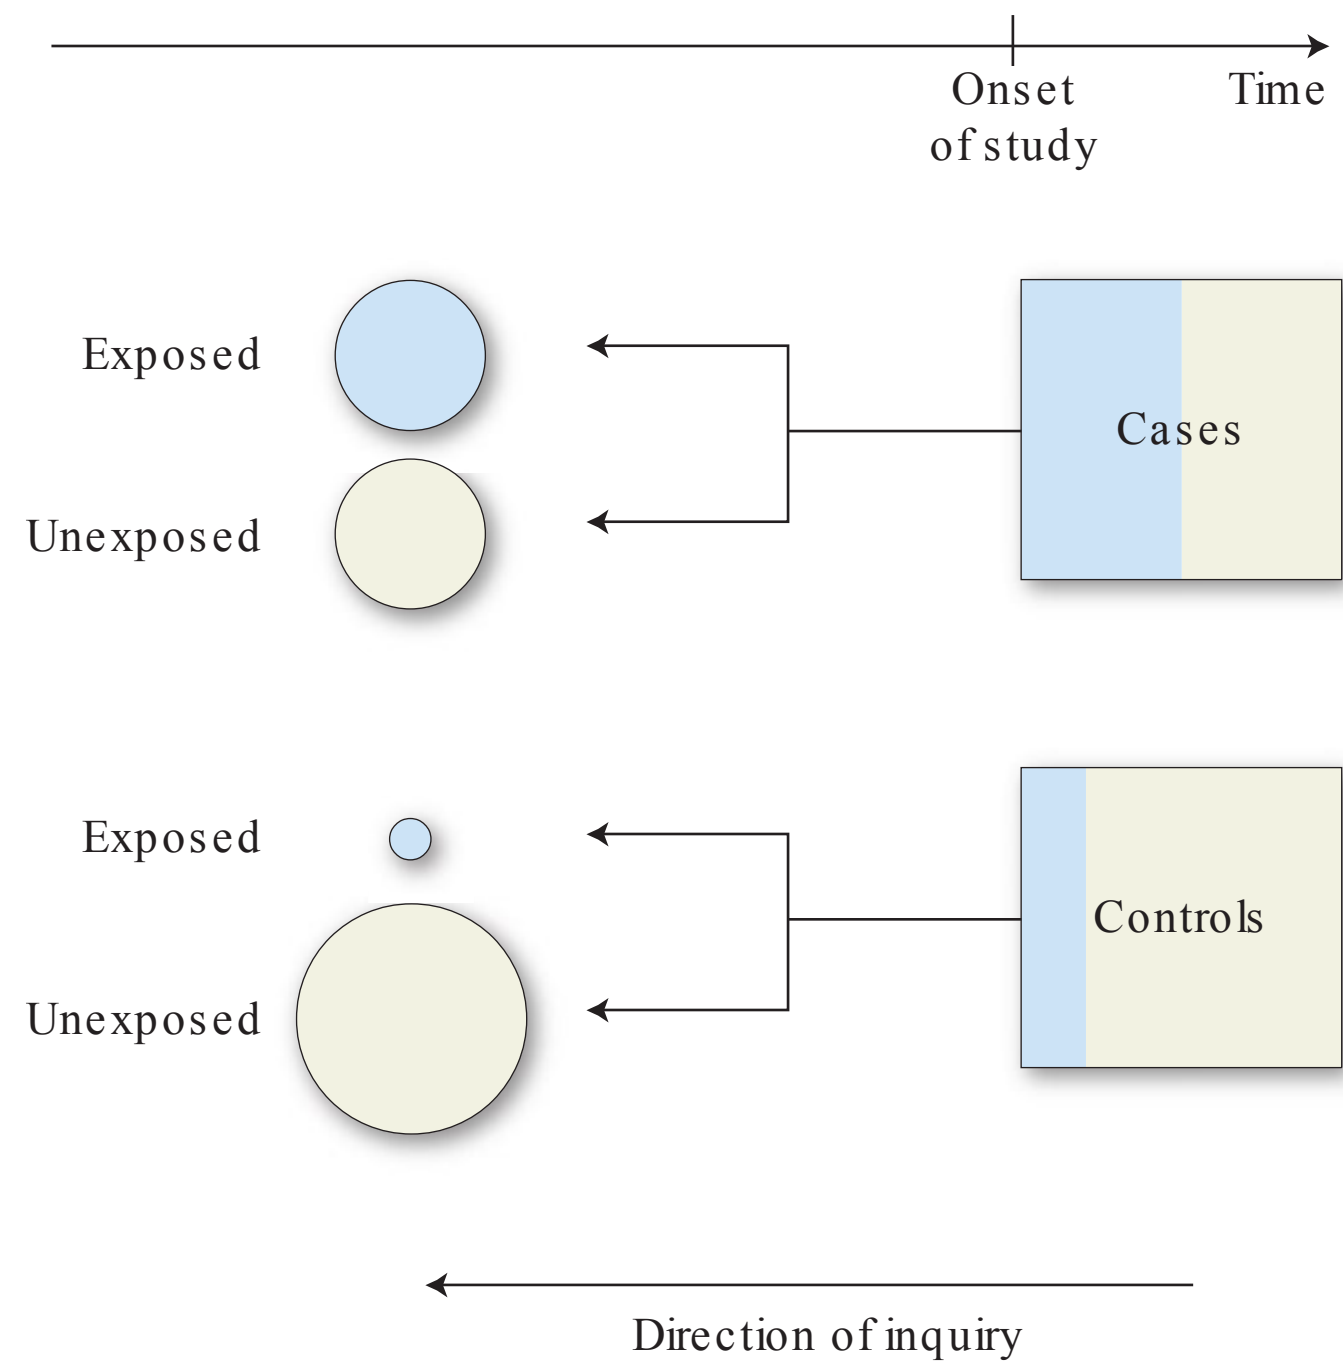 Onset
of study
Time
Exposed
Unexposed
Cases
Exposed
Unexposed
Controls
Direction of inquiry